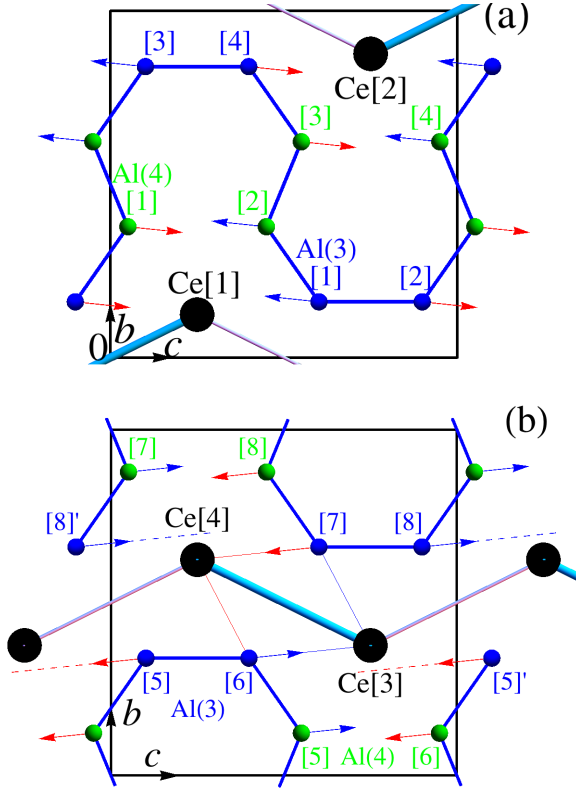 (a)
[3] [4]
Ce[2]
[3] [4]
Al(4)
[1] [2]
Al(3)
Ce[1] [1] [2]
b
0 c
(b)
[7] [8]
[8]' [7] [8]
Ce[4]
[5] [6] Ce[3] [5]'
Al(3)
b
[5] Al(4) [6]
c